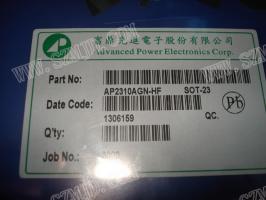 AP 富鼎先進電子股份有限公司
Advanced Power Electronics Corp.
Part No:
AP2310AGN-HF SOT-23
Date Code:
1306159 QC. Pb
Q'ty:
Job No.: